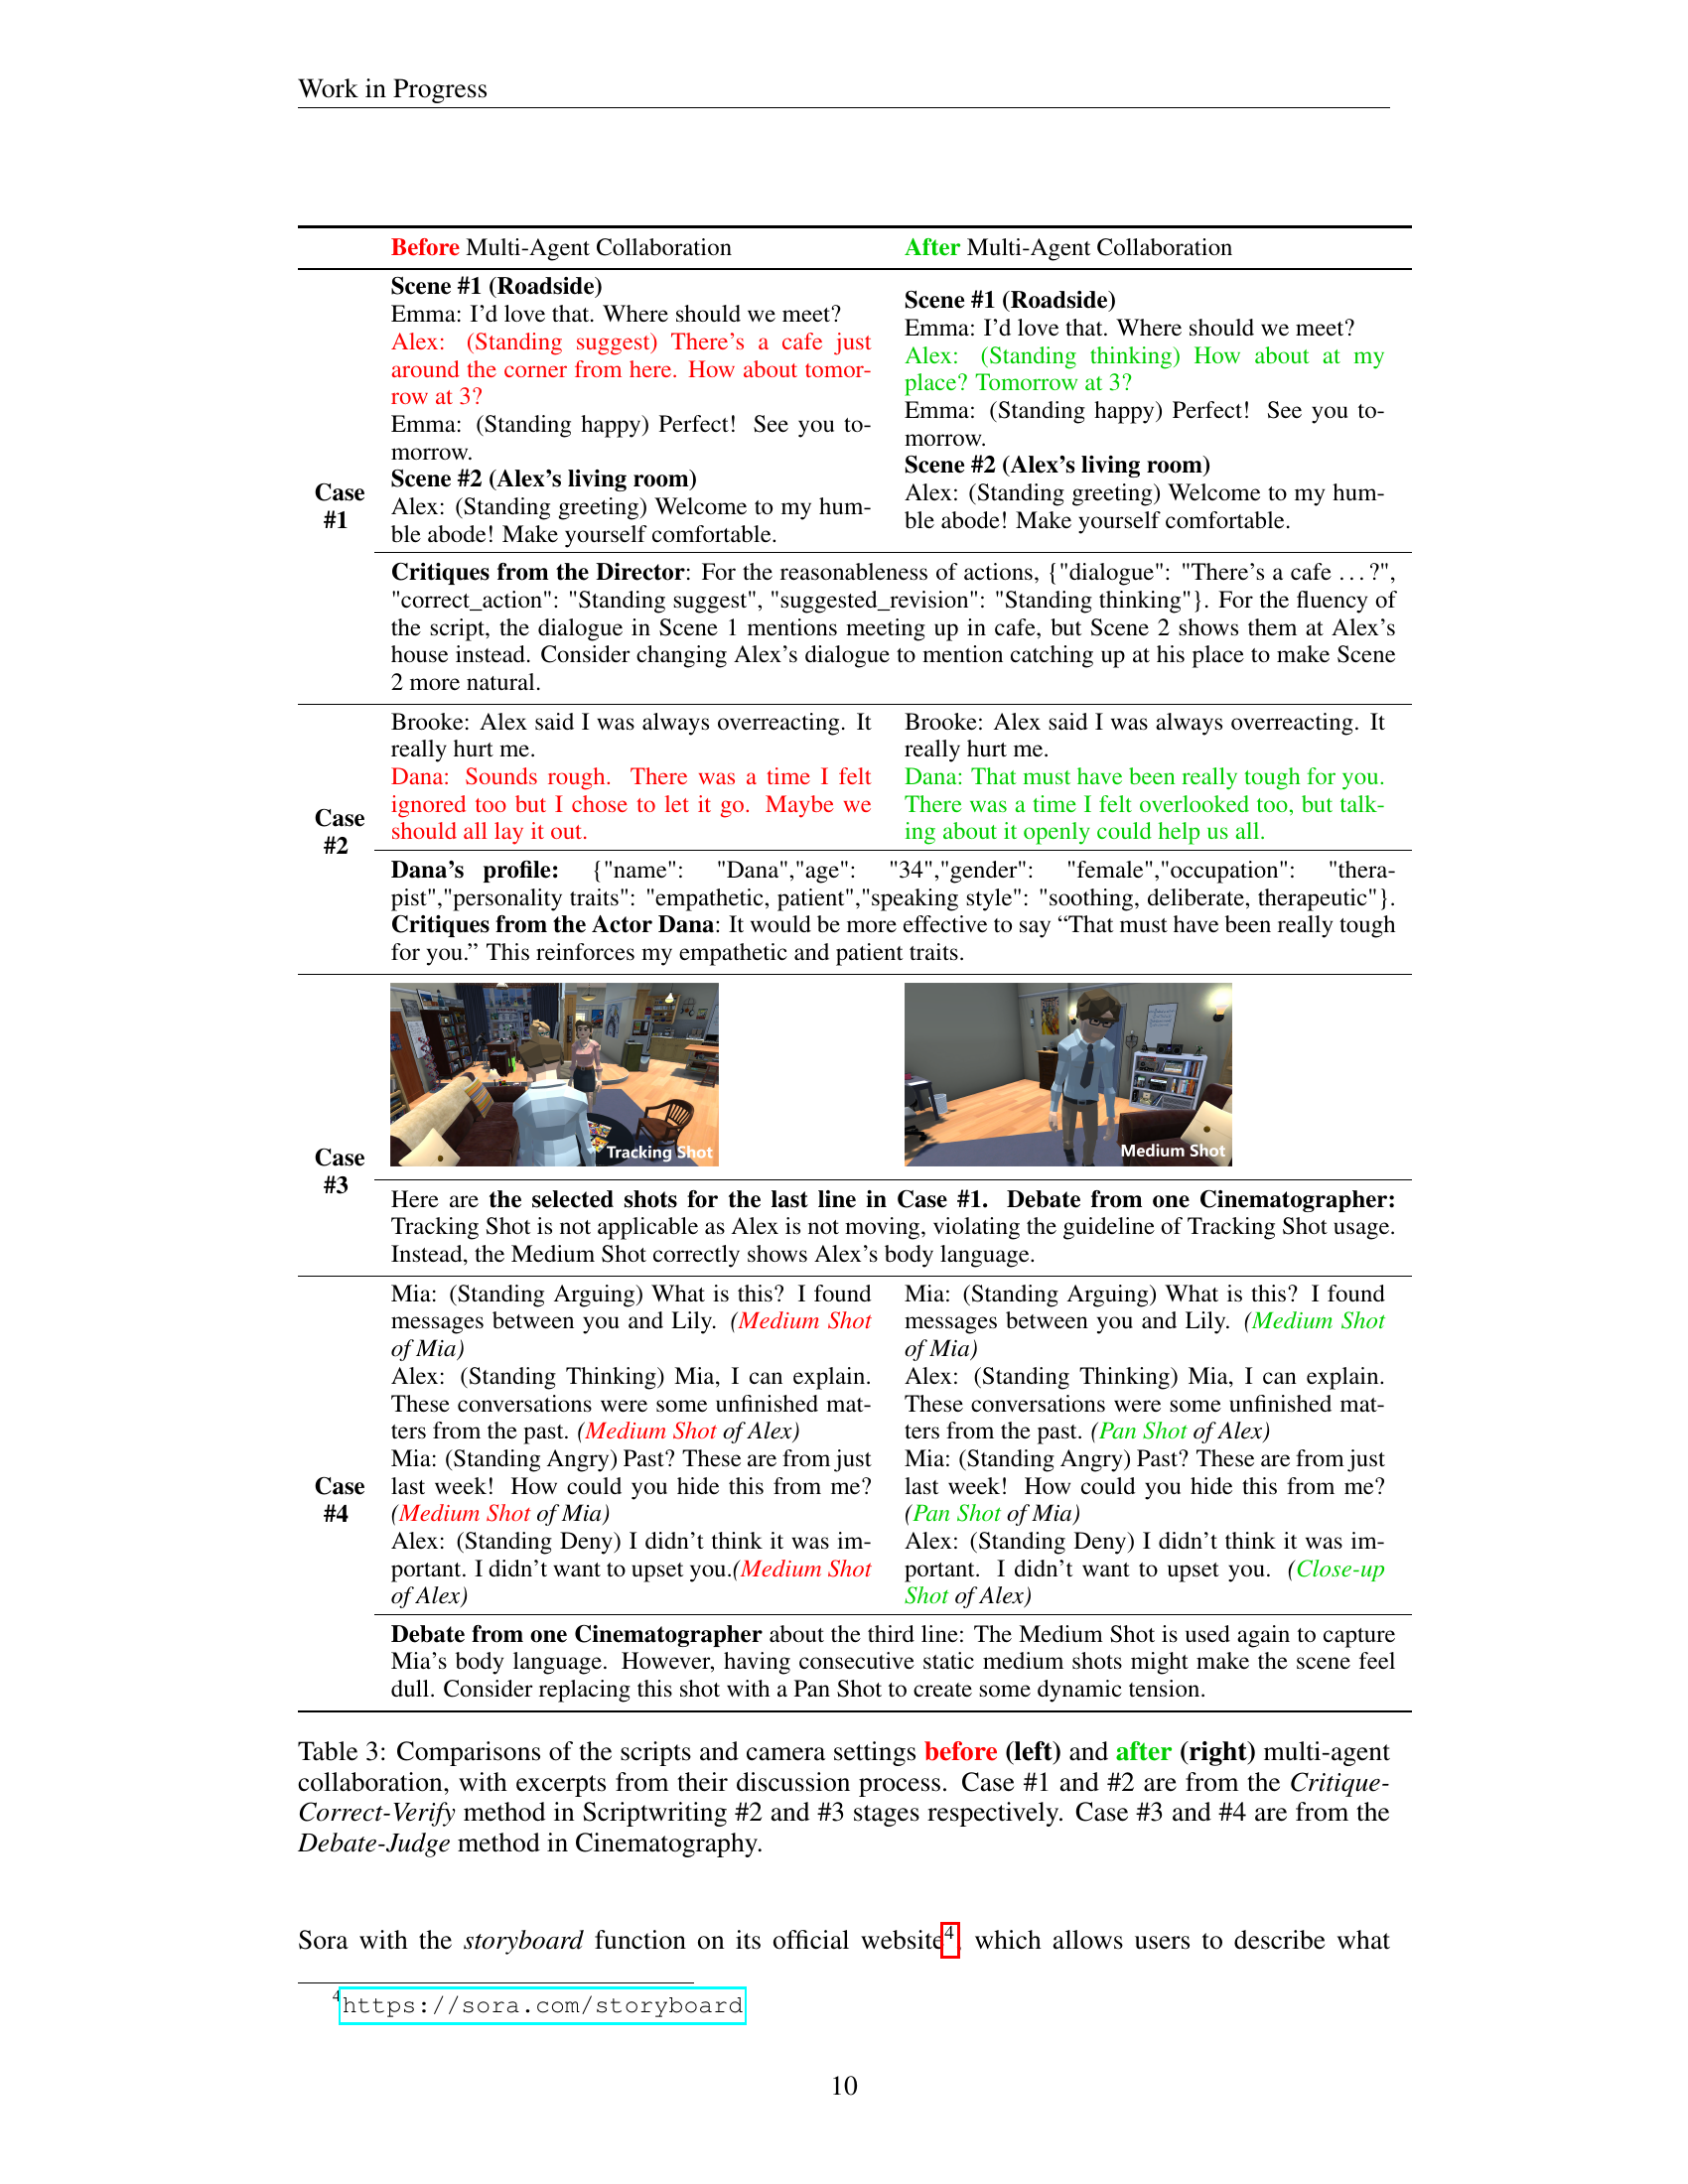 Work in Progress
Before Multi-Agent Collaboration
After Multi-Agent Collaboration
Case
#1
Scene #1 (Roadside)
Emma: I'd love that. Where should we meet?
Alex: (Standing suggest) There's a cafe just
around the corner from here. How about tomor-
row at 3?
Emma: (Standing happy) Perfect! See you to-
morrow.
Scene #2 (Alex's living room)
Alex: (Standing greeting) Welcome to my hum-
ble abode! Make yourself comfortable.
Scene #1 (Roadside)
Emma: I'd love that. Where should we meet?
Alex: (Standing thinking) How about at my
place? Tomorrow at 3?
Emma: (Standing happy) Perfect! See you to-
morrow.
Scene #2 (Alex's living room)
Alex: (Standing greeting) Welcome to my hum-
ble abode! Make yourself comfortable.
Critiques from the Director: For the reasonableness of actions, {"dialogue": "There's a cafe ...?",
"correct_action": "Standing suggest", "suggested_revision": "Standing thinking"}. For the fluency of
the script, the dialogue in Scene 1 mentions meeting up in cafe, but Scene 2 shows them at Alex's
house instead. Consider changing Alex's dialogue to mention catching up at his place to make Scene
2 more natural.
Case
#2
Brooke: Alex said I was always overreacting. It
really hurt me.
Dana: Sounds rough. There was a time I felt
ignored too but I chose to let it go. Maybe we
should all lay it out.
Brooke: Alex said I was always overreacting. It
really hurt me.
Dana: That must have been really tough for you.
There was a time I felt overlooked too, but talk-
ing about it openly could help us all.
Dana's profile: {"name": "Dana","age": "34","gender": "female","occupation": "thera-
pist","personality traits": "empathetic, patient","speaking style": "soothing, deliberate, therapeutic"}.
Critiques from the Actor Dana: It would be more effective to say “That must have been really tough
for you.” This reinforces my empathetic and patient traits.
Case
#3
Tracking Shot
Medium Shot
Here are the selected shots for the last line in Case #1. Debate from one Cinematographer:
Tracking Shot is not applicable as Alex is not moving, violating the guideline of Tracking Shot usage.
Instead, the Medium Shot correctly shows Alex's body language.
Case
#4
Mia: (Standing Arguing) What is this? I found
messages between you and Lily. (Medium Shot
of Mia)
Alex: (Standing Thinking) Mia, I can explain.
These conversations were some unfinished mat-
ters from the past. (Medium Shot of Alex)
Mia: (Standing Angry) Past? These are from just
last week! How could you hide this from me?
(Medium Shot of Mia)
Alex: (Standing Deny) I didn't think it was im-
portant. I didn't want to upset you.(Medium Shot
of Alex)
Mia: (Standing Arguing) What is this? I found
messages between you and Lily. (Medium Shot
of Mia)
Alex: (Standing Thinking) Mia, I can explain.
These conversations were some unfinished mat-
ters from the past. (Pan Shot of Alex)
Mia: (Standing Angry) Past? These are from just
last week! How could you hide this from me?
(Pan Shot of Mia)
Alex: (Standing Deny) I didn't think it was im-
portant. I didn't want to upset you. (Close-up
Shot of Alex)
Debate from one Cinematographer about the third line: The Medium Shot is used again to capture
Mia's body language. However, having consecutive static medium shots might make the scene feel
dull. Consider replacing this shot with a Pan Shot to create some dynamic tension.
Table 3: Comparisons of the scripts and camera settings before (left) and after (right) multi-agent
collaboration, with excerpts from their discussion process. Case #1 and #2 are from the Critique-
Correct-Verify method in Scriptwriting #2 and #3 stages respectively. Case #3 and #4 are from the
Debate-Judge method in Cinematography.
Sora with the storyboard function on its official website4, which allows users to describe what
4https://sora.com/storyboard
10